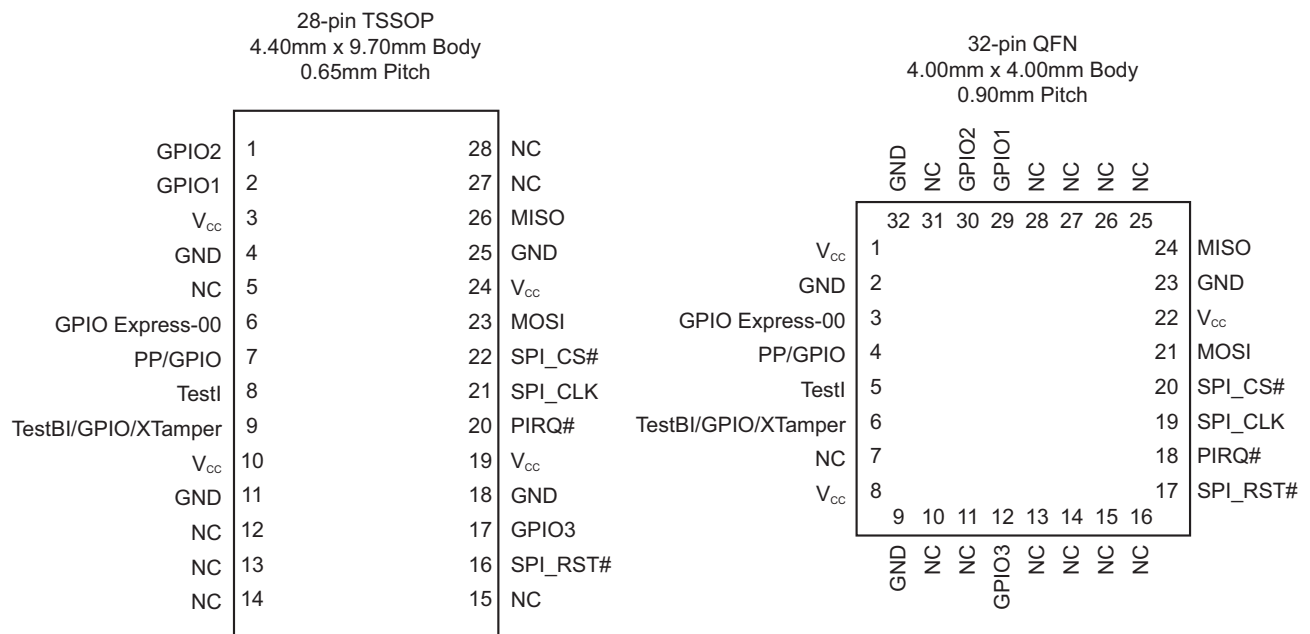 28-pin TSSOP
4.40mm x 9.70mm Body
0.65mm Pitch
GPIO2 1 28 NC
GPIO1 2 27 NC
Vcc 3 26 MISO
GND 4 25 GND
NC 5 24 Vcc
GPIO Express-00 6 23 MOSI
PP/GPIO 7 22 SPI_CS#
TestI 8 21 SPI_CLK
TestBI/GPIO/XTamper 9 20 PIRQ#
Vcc 10 19 Vcc
GND 11 18 GND
NC 12 17 GPIO3
NC 13 16 SPI_RST#
NC 14 15 NC
32-pin QFN
4.00mm x 4.00mm Body
0.90mm Pitch
GND NC GPIO2 GPIO1 NC NC NC NC
32 31 30 29 28 27 26 25
Vcc 1 24 MISO
GND 2 23 GND
GPIO Express-00 3 22 Vcc
PP/GPIO 4 21 MOSI
TestI 5 20 SPI_CS#
TestBI/GPIO/XTamper 6 19 SPI_CLK
NC 7 18 PIRQ#
Vcc 8 17 SPI_RST#
9 10 11 12 13 14 15 16
GND NC NC GPIO3 NC NC NC NC